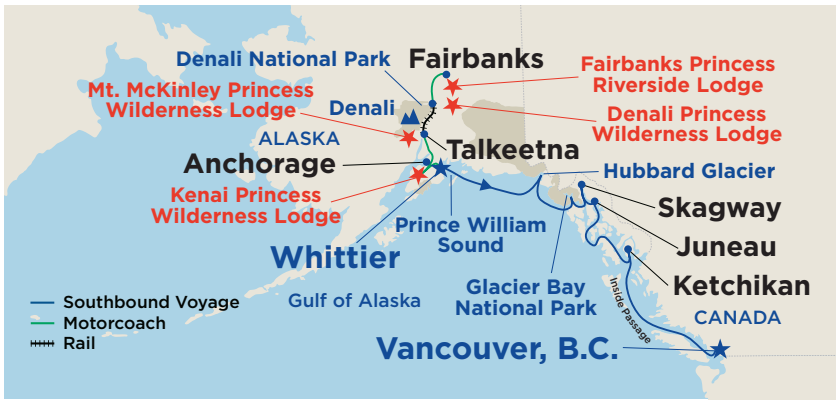 Denali National Park
Fairbanks
Fairbanks Princess
Riverside Lodge
Mt. McKinley Princess
Wilderness Lodge
Denali
Denali Princess
Wilderness Lodge
ALASKA
Talkeetna
Anchorage
Hubbard Glacier
Kenai Princess
Wilderness Lodge
Skagway
Prince William
Sound
Whittier
Juneau
Glacier Bay
National Park
Ketchikan
Gulf of Alaska
Inside Passage
CANADA
Vancouver, B.C.
Southbound Voyage
Motorcoach
Rail